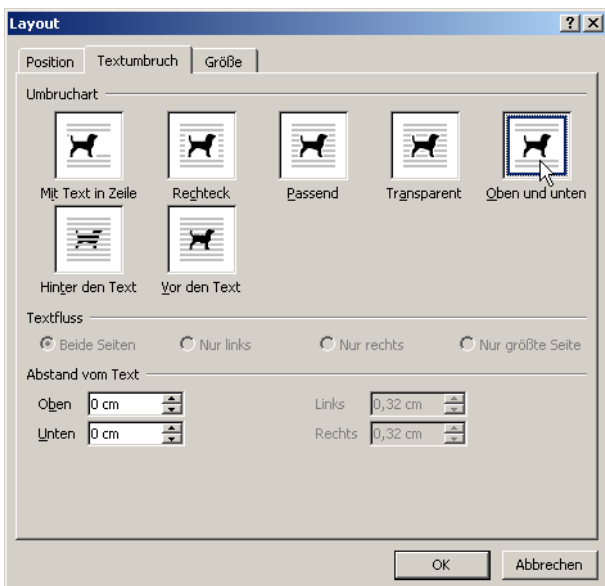 Layout
Position Textumbruch Größe
Umbruchart
Mit Text in Zeile Rechteck Passend Transparent Oben und unten
Hinter den Text Vor den Text
Textfluss
Beide Seiten Nur links Nur rechts Nur größte Seite
Abstand vom Text
Oben 0 cm Links 0,32 cm
Unten 0 cm Rechts 0,32 cm
OK Abbrechen